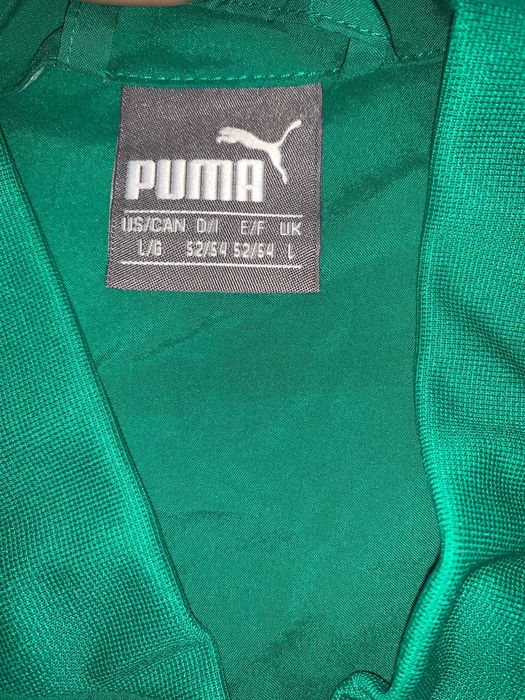 PUMA
US/CAN D/I E/F UK
L/G 52/54 52/54 L